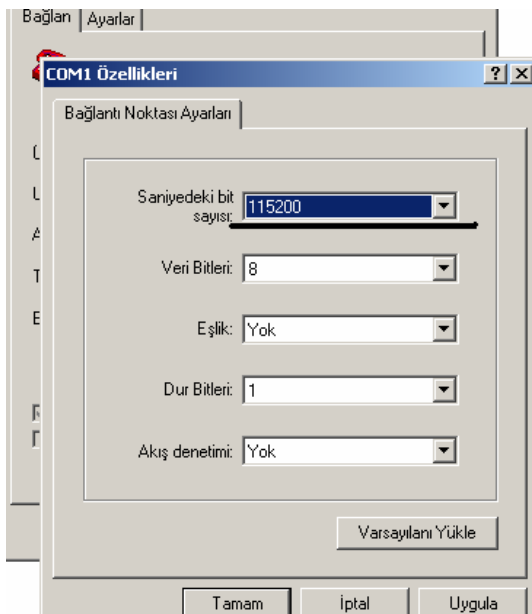 Bağlan Ayarlar
COM1 Özellikleri
Bağlantı Noktası Ayarları
Saniyedeki bit
sayısı: 115200
Veri Bitleri: 8
Eşlik: Yok
Dur Bitleri: 1
Akış denetimi: Yok
Varsayılanı Yükle
Tamam İptal Uygula